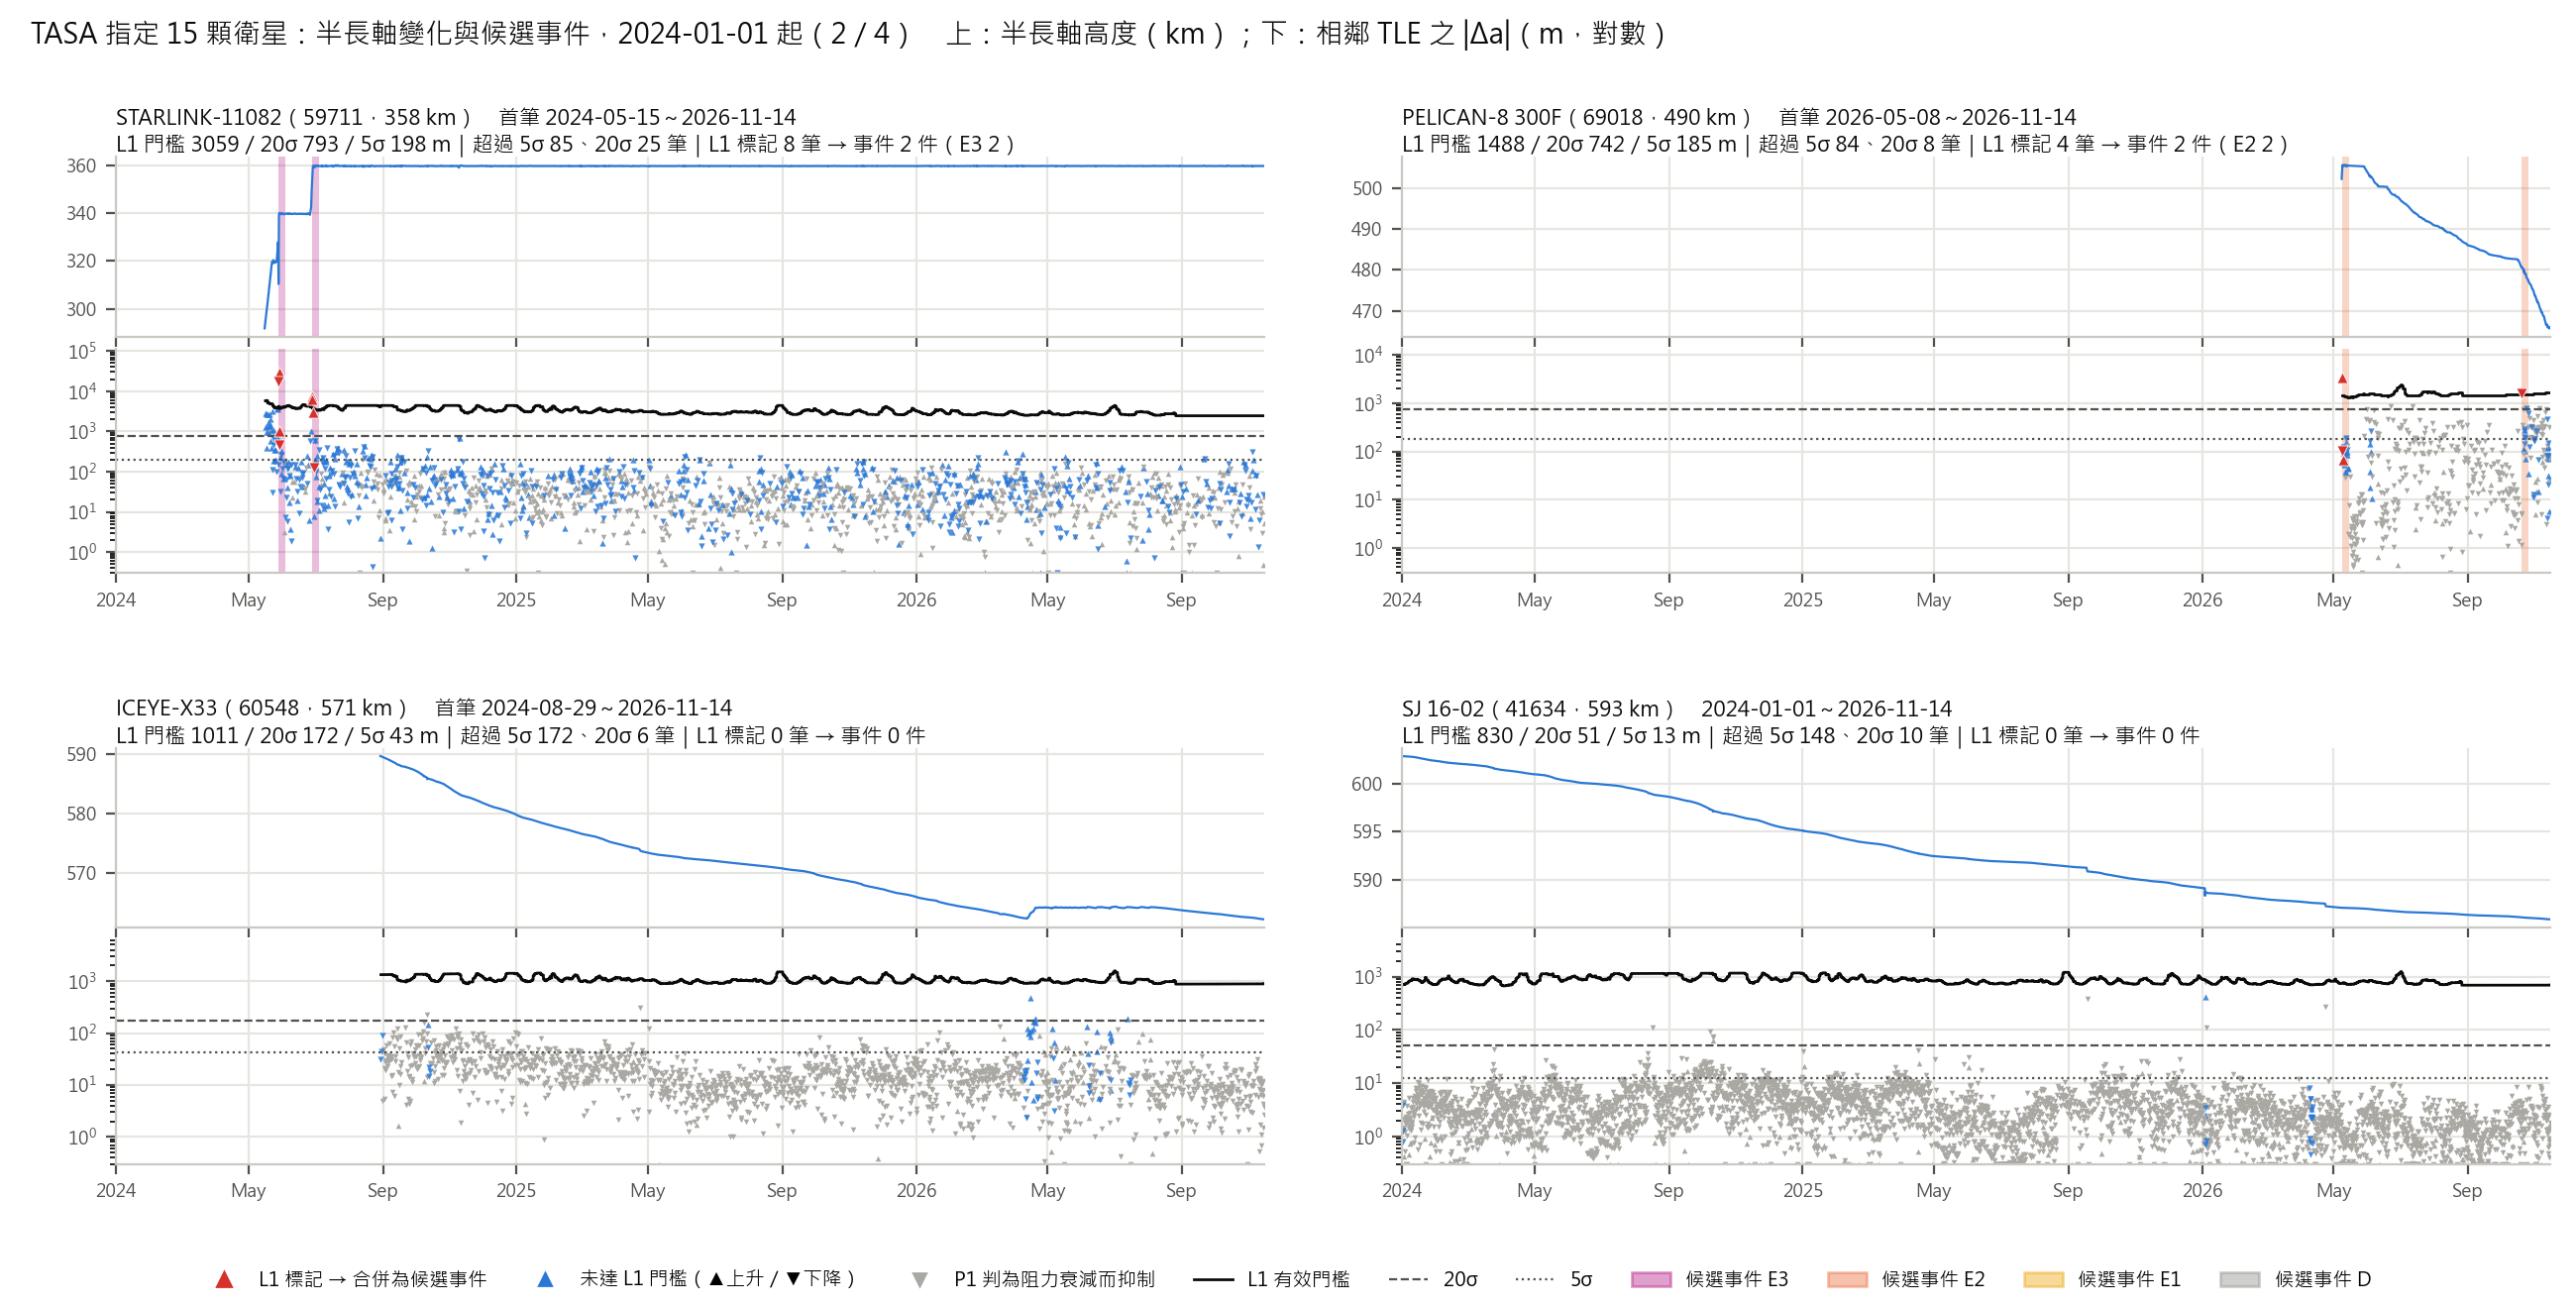 TASA 指定 15 顆衛星：半長軸變化與候選事件，2024-01-01 起（2 / 4）　上：半長軸高度（km）；下：相鄰 TLE 之 |Δa|（m，對數）
STARLINK-11082（59711，358 km）　首筆 2024-05-15～2026-11-14
L1 門檻 3059 / 20σ 793 / 5σ 198 m | 超過 5σ 85、20σ 25 筆 | L1 標記 8 筆 → 事件 2 件（E3 2）
360
340
320
300
10⁵
10⁴
10³
10²
10¹
10⁰
2024 May Sep 2025 May Sep 2026 May Sep
PELICAN-8 300F（69018，490 km）　首筆 2026-05-08～2026-11-14
L1 門檻 1488 / 20σ 742 / 5σ 185 m | 超過 5σ 84、20σ 8 筆 | L1 標記 4 筆 → 事件 2 件（E2 2）
500
490
480
470
10⁴
10³
10²
10¹
10⁰
2024 May Sep 2025 May Sep 2026 May Sep
ICEYE-X33（60548，571 km）　首筆 2024-08-29～2026-11-14
L1 門檻 1011 / 20σ 172 / 5σ 43 m | 超過 5σ 172、20σ 6 筆 | L1 標記 0 筆 → 事件 0 件
590
580
570
10³
10²
10¹
10⁰
2024 May Sep 2025 May Sep 2026 May Sep
SJ 16-02（41634，593 km）　2024-01-01～2026-11-14
L1 門檻 830 / 20σ 51 / 5σ 13 m | 超過 5σ 148、20σ 10 筆 | L1 標記 0 筆 → 事件 0 件
600
595
590
10³
10²
10¹
10⁰
2024 May Sep 2025 May Sep 2026 May Sep
▲ L1 標記 → 合併為候選事件 ▲ 未達 L1 門檻（▲上升 / ▼下降） ▼ P1 判為阻力衰減而抑制 L1 有效門檻 20σ 5σ 候選事件 E3 候選事件 E2 候選事件 E1 候選事件 D